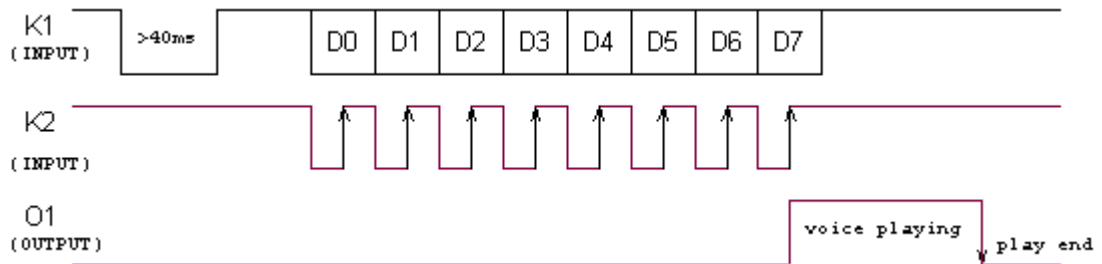 K1
(INPUT)
>40ms
D0 D1 D2 D3 D4 D5 D6 D7
K2
(INPUT)
O1
(OUTPUT)
voice playing
play end